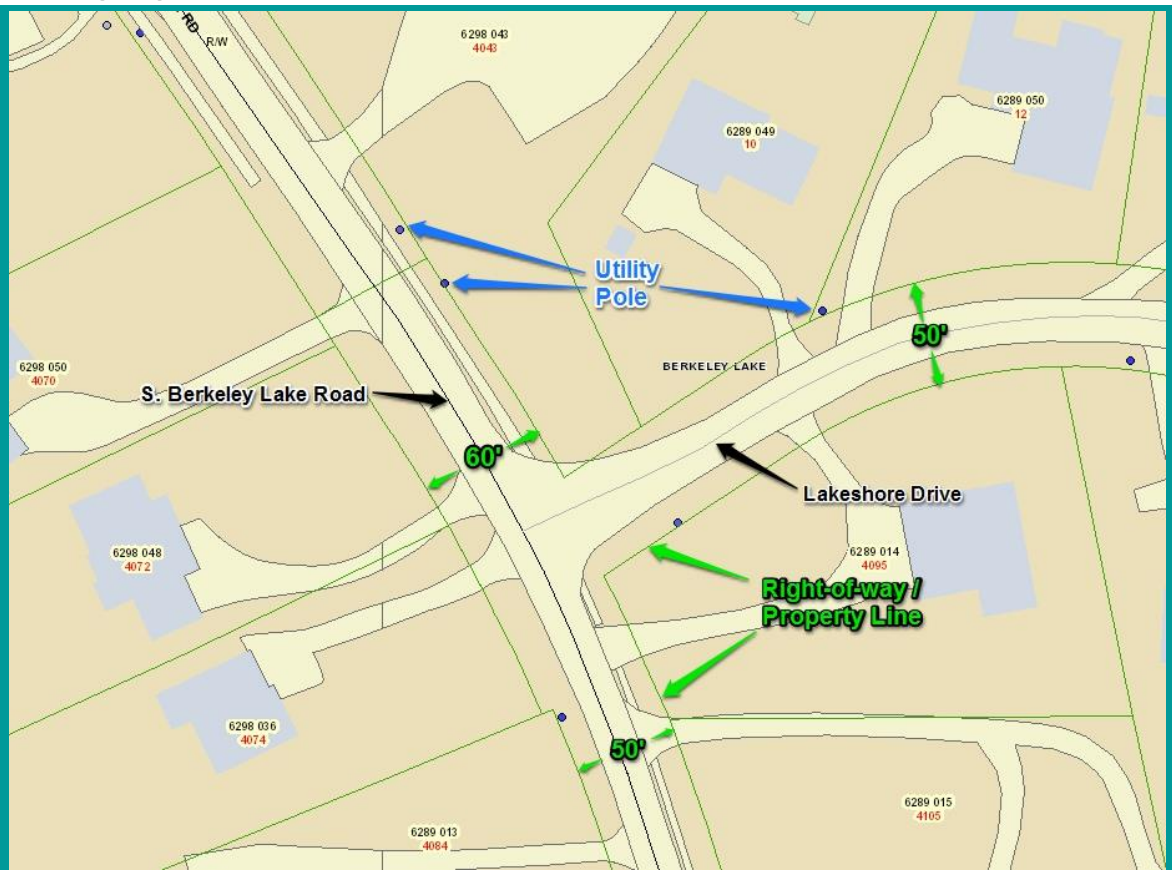 RD
R/W
6298 043
4043
6289 050
12
6289 049
10
Utility
Pole
50'
BERKELEY LAKE
6298 050
4070
S. Berkeley Lake Road
60'
Lakeshore Drive
6298 048
4072
6289 014
4095
Right-of-way /
Property Line
6298 036
4074
50'
6289 015
4105
6289 013
4084